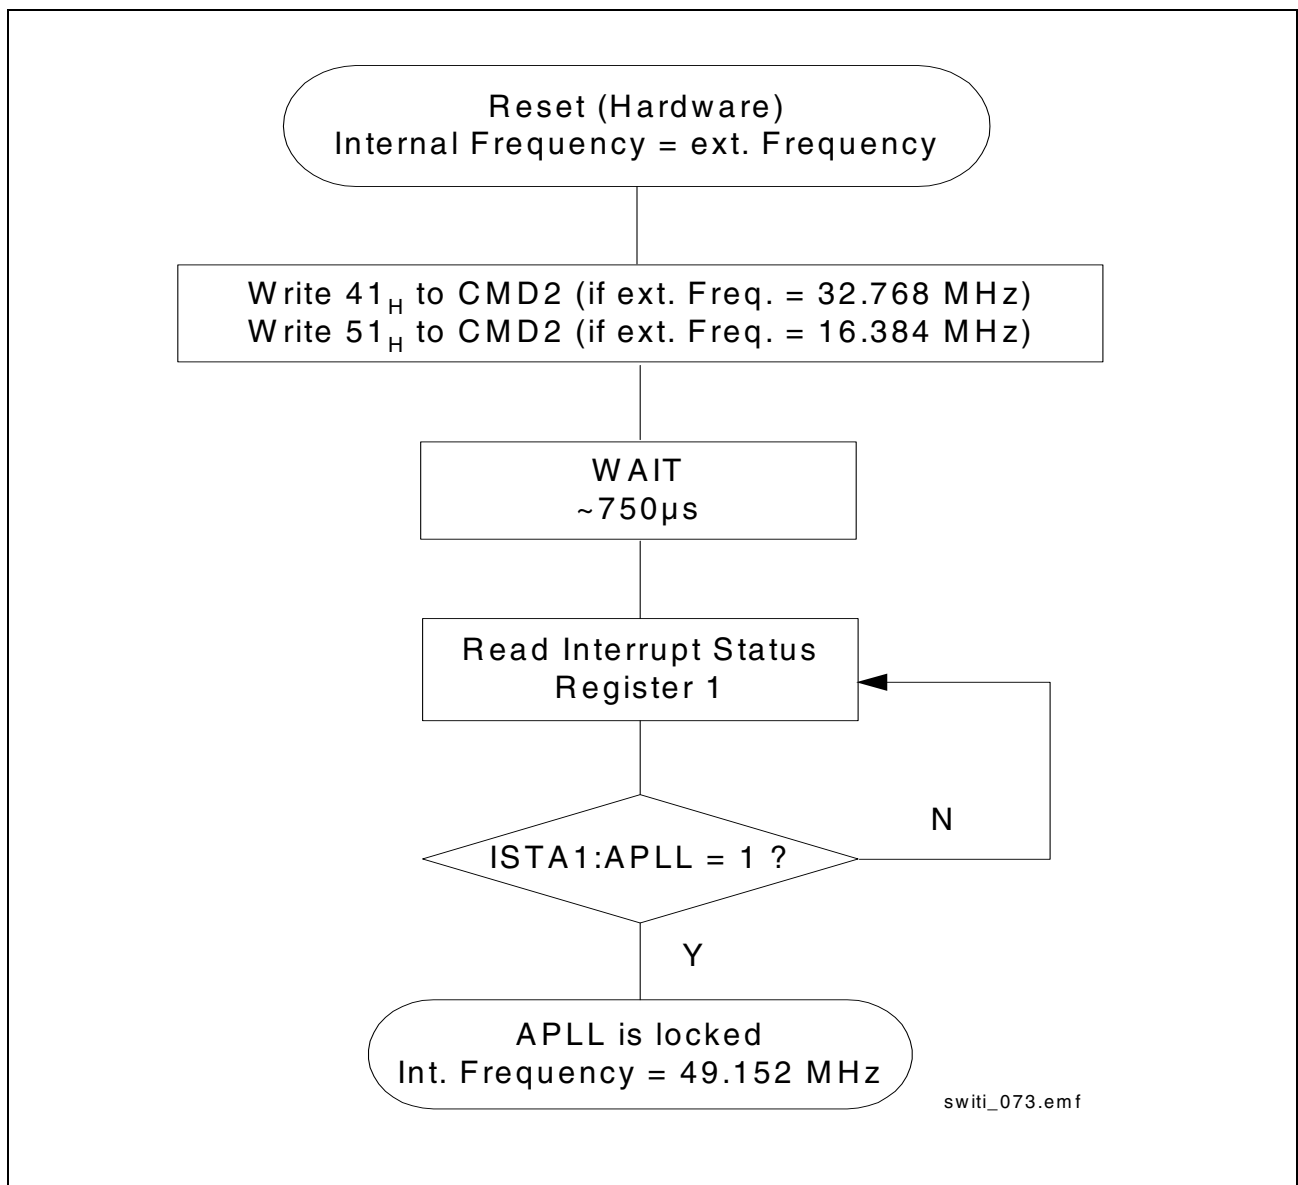 Reset (Hardware)
Internal Frequency = ext. Frequency
Write 41H to CMD2 (if ext. Freq. = 32.768 MHz)
Write 51H to CMD2 (if ext. Freq. = 16.384 MHz)
WAIT
~750µs
Read Interrupt Status
Register 1
N
ISTA1:APLL = 1 ?
Y
APLL is locked
Int. Frequency = 49.152 MHz
switi_073.emf